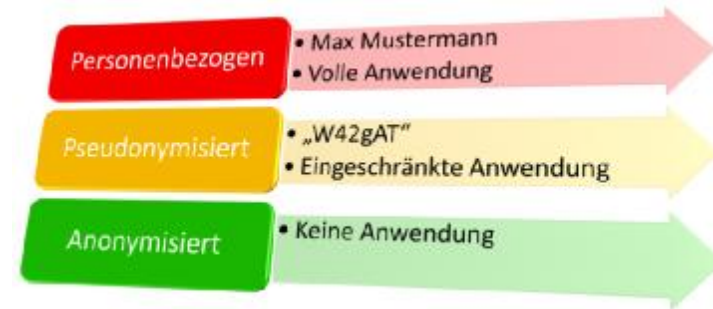 Personenbezogen
• Max Mustermann
• Volle Anwendung
Pseudonymisiert
• „W42gAT“
• Eingeschränkte Anwendung
Anonymisiert
• Keine Anwendung